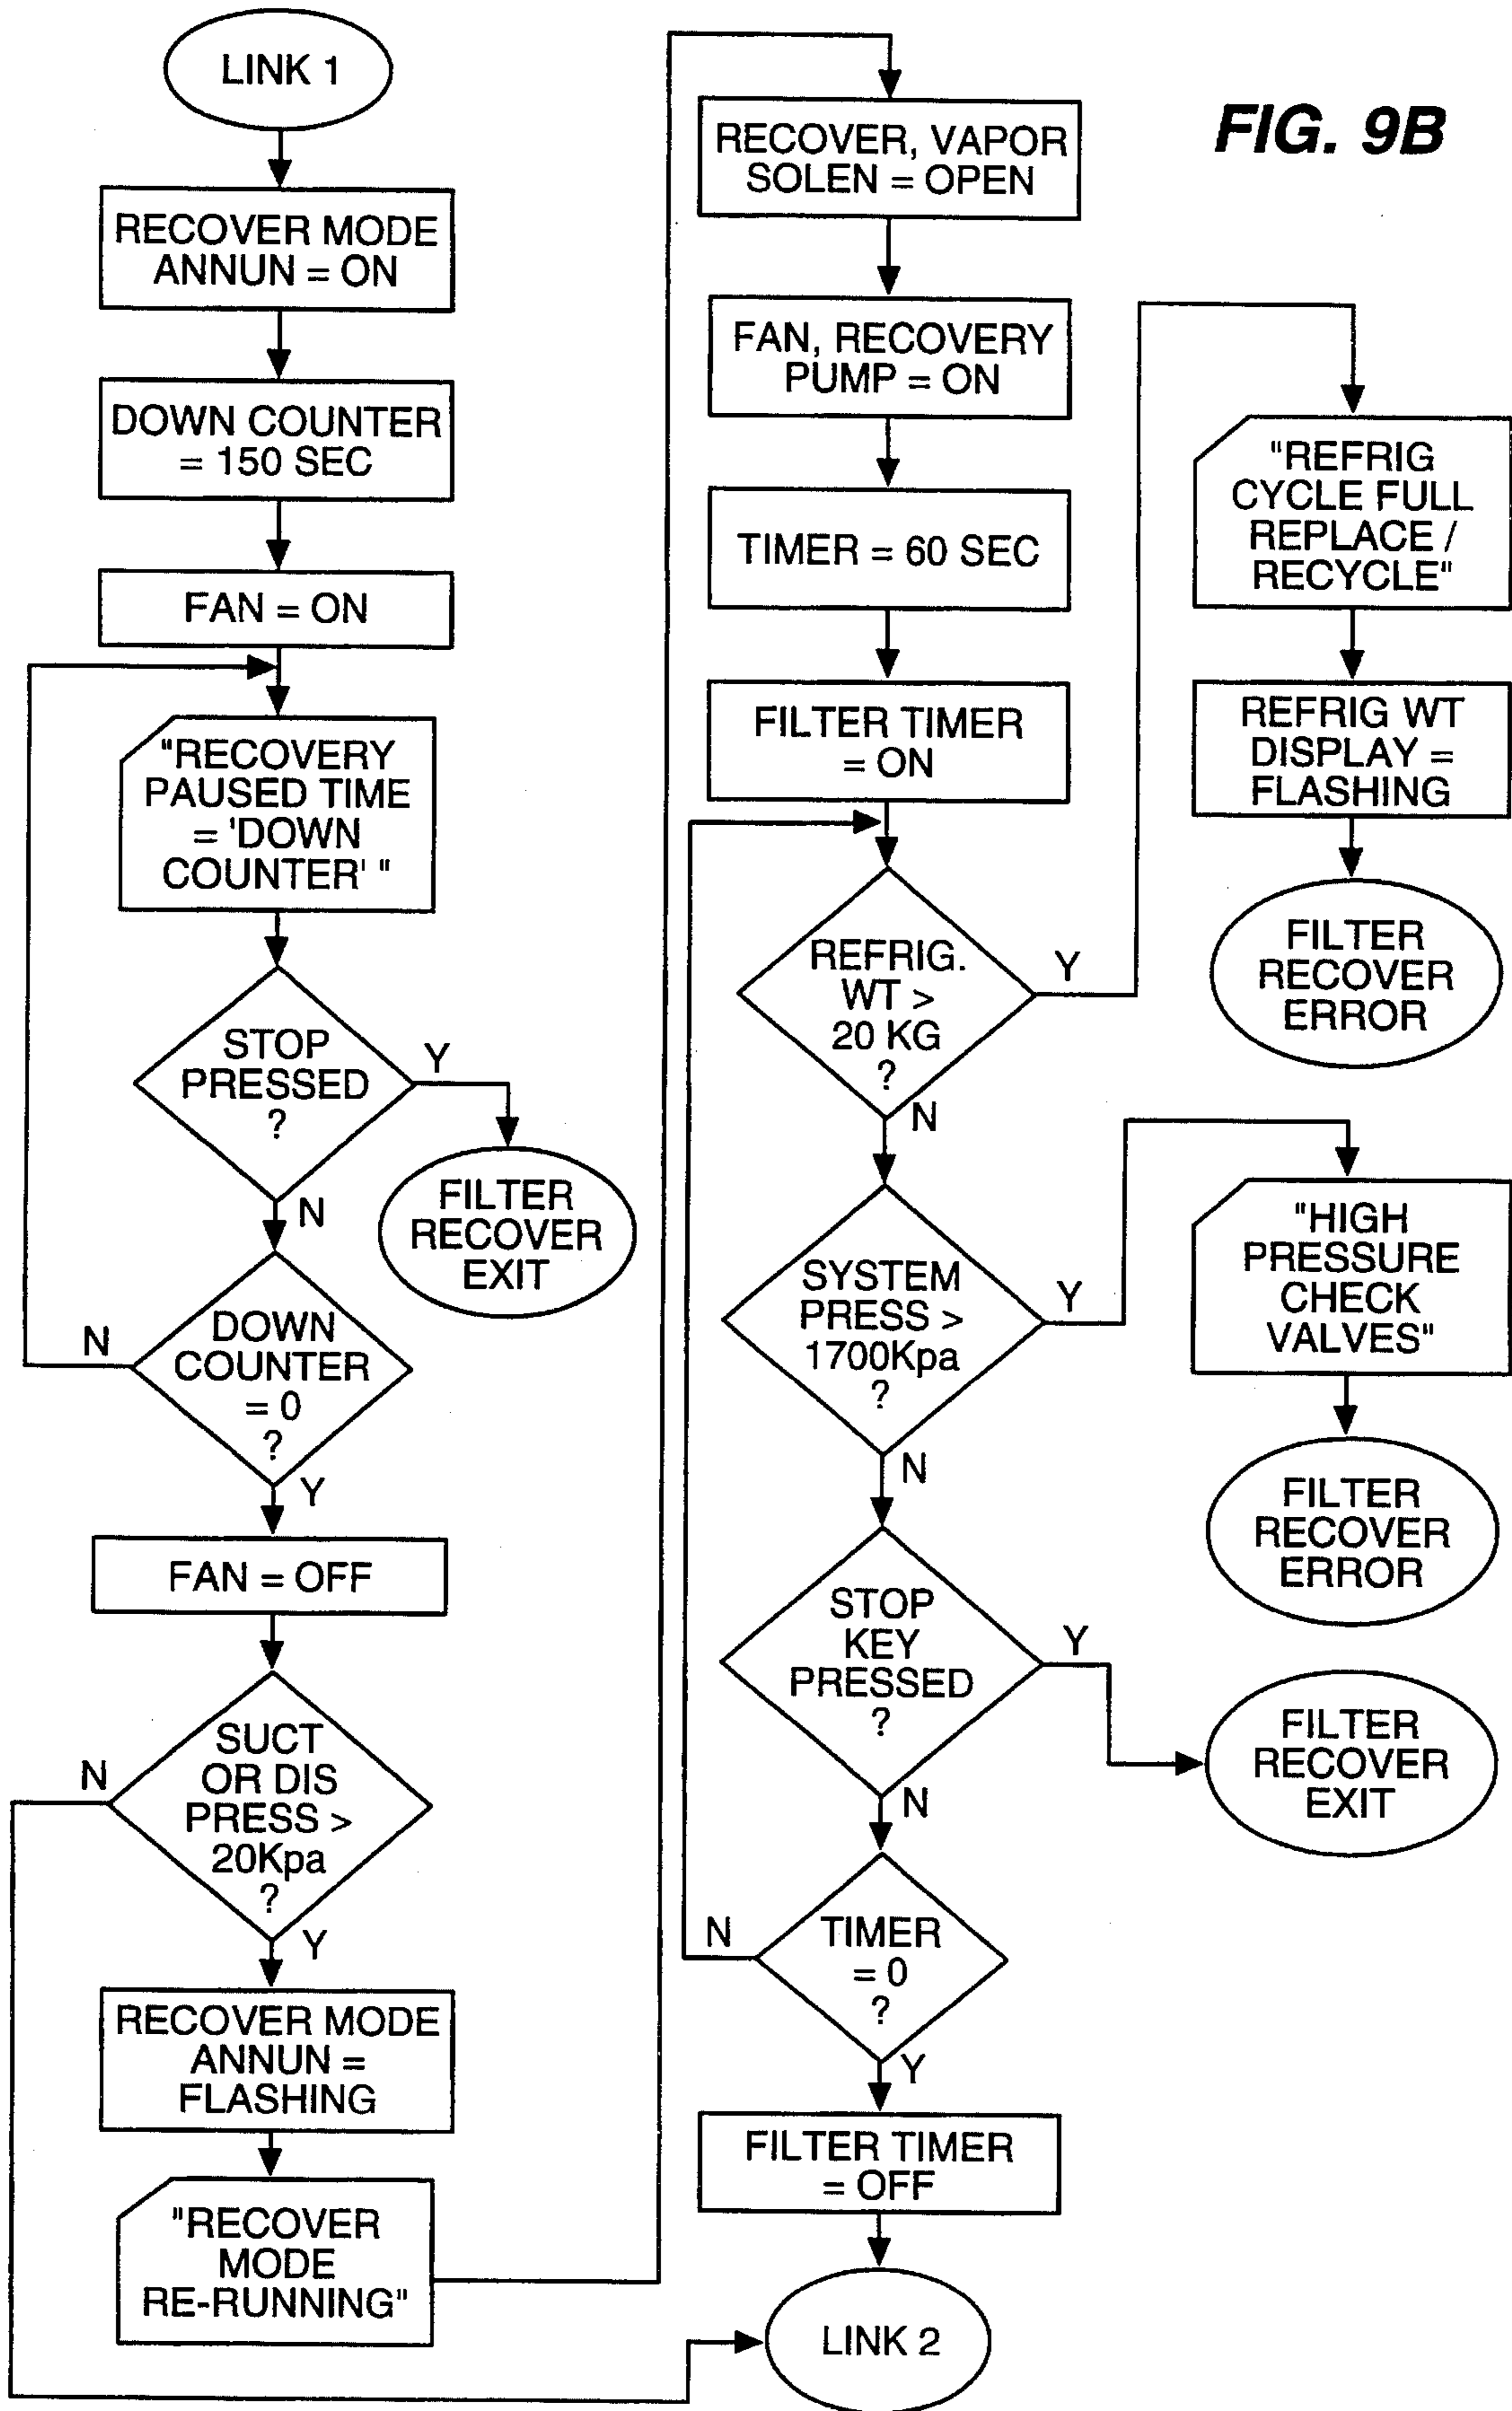 FIG. 9B
LINK 1
RECOVER MODE
ANNUN = ON
DOWN COUNTER
= 150 SEC
FAN = ON
"RECOVERY
PAUSED TIME
= 'DOWN
COUNTER' "
STOP
PRESSED
?
Y
N
FILTER
RECOVER
EXIT
DOWN
COUNTER
= 0
?
N
Y
FAN = OFF
SUCT
OR DIS
PRESS >
20Kpa
?
N
Y
RECOVER MODE
ANNUN =
FLASHING
"RECOVER
MODE
RE-RUNNING"
RECOVER, VAPOR
SOLEN = OPEN
FAN, RECOVERY
PUMP = ON
TIMER = 60 SEC
FILTER TIMER
= ON
REFRIG.
WT >
20 KG
?
Y
N
"REFRIG
CYCLE FULL
REPLACE /
RECYCLE"
REFRIG WT
DISPLAY =
FLASHING
FILTER
RECOVER
ERROR
SYSTEM
PRESS >
1700Kpa
?
Y
N
"HIGH
PRESSURE
CHECK
VALVES"
FILTER
RECOVER
ERROR
STOP
KEY
PRESSED
?
Y
N
FILTER
RECOVER
EXIT
TIMER
= 0
?
N
Y
FILTER TIMER
= OFF
LINK 2